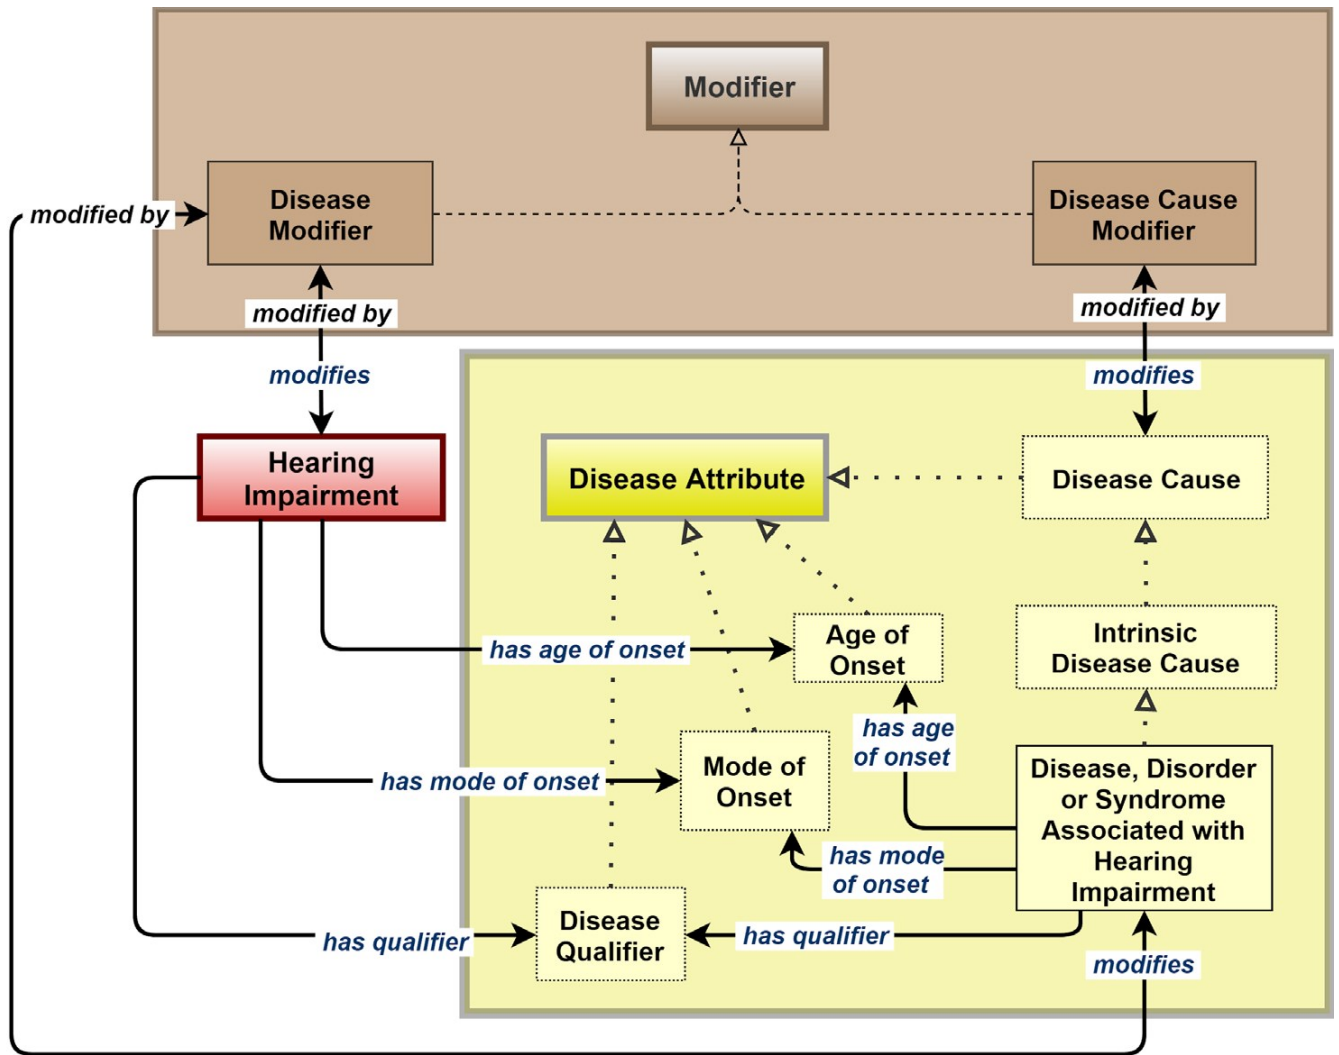 Modifier
Disease
Modifier
Disease Cause
Modifier
modified by
modified by
modified by
modifies
modifies
Hearing
Impairment
Disease Attribute
Disease Cause
Age of
Onset
Intrinsic
Disease Cause
has age of onset
has age
of onset
Mode of
Onset
has mode of onset
Disease, Disorder
or Syndrome
Associated with
Hearing
Impairment
has mode
of onset
Disease
Qualifier
has qualifier
has qualifier
modifies